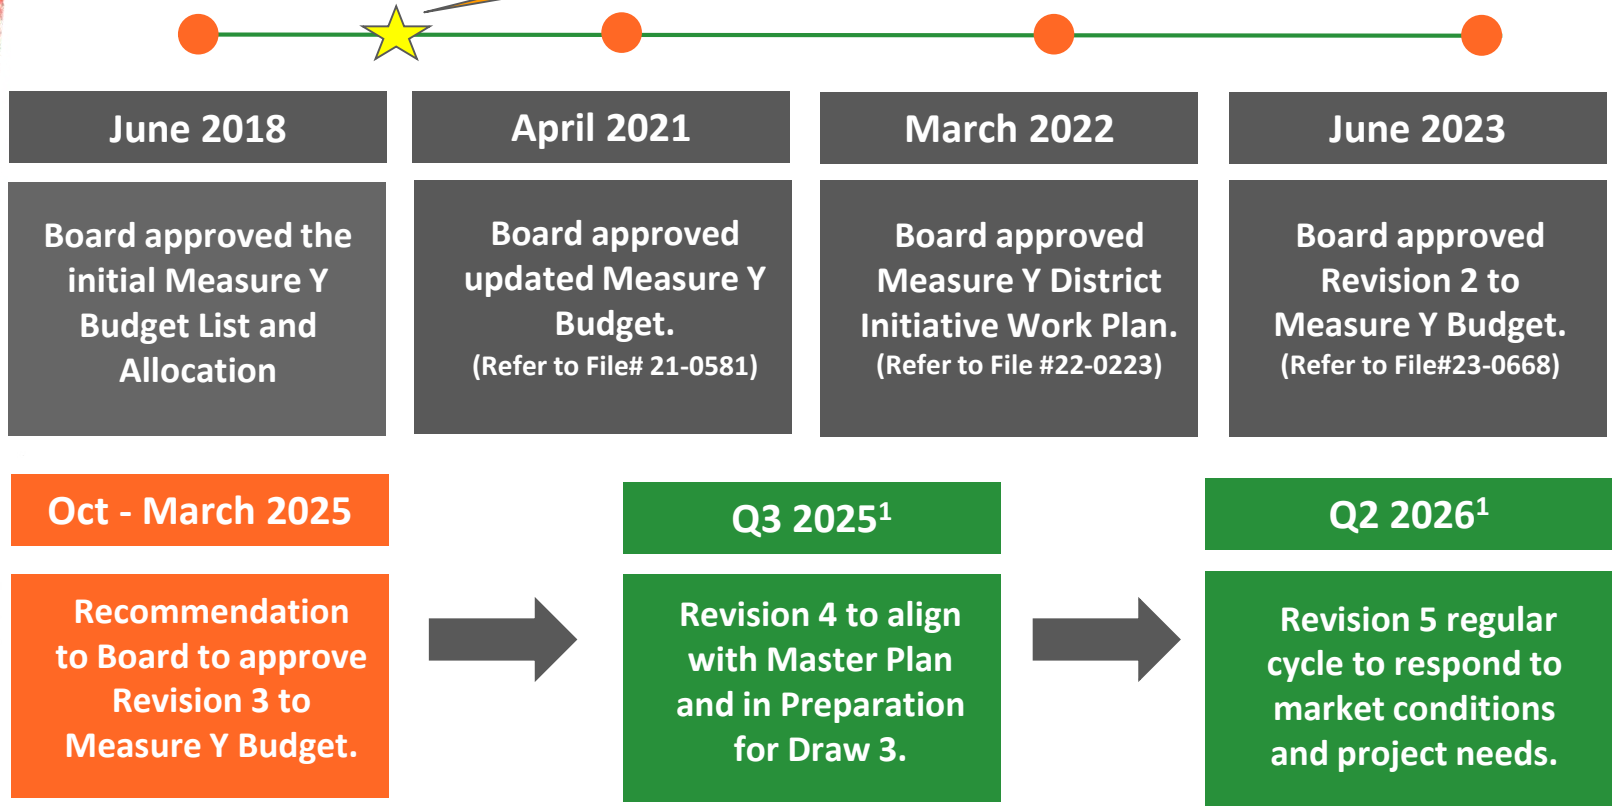 June 2018
Board approved the
initial Measure Y
Budget List and
Allocation
April 2021
Board approved
updated Measure Y
Budget.
(Refer to File# 21-0581)
March 2022
Board approved
Measure Y District
Initiative Work Plan.
(Refer to File #22-0223)
June 2023
Board approved
Revision 2 to
Measure Y Budget.
(Refer to File#23-0668)
Oct - March 2025
Recommendation
to Board to approve
Revision 3 to
Measure Y Budget.
Q3 2025¹
Revision 4 to align
with Master Plan
and in Preparation
for Draw 3.
Q2 2026¹
Revision 5 regular
cycle to respond to
market conditions
and project needs.